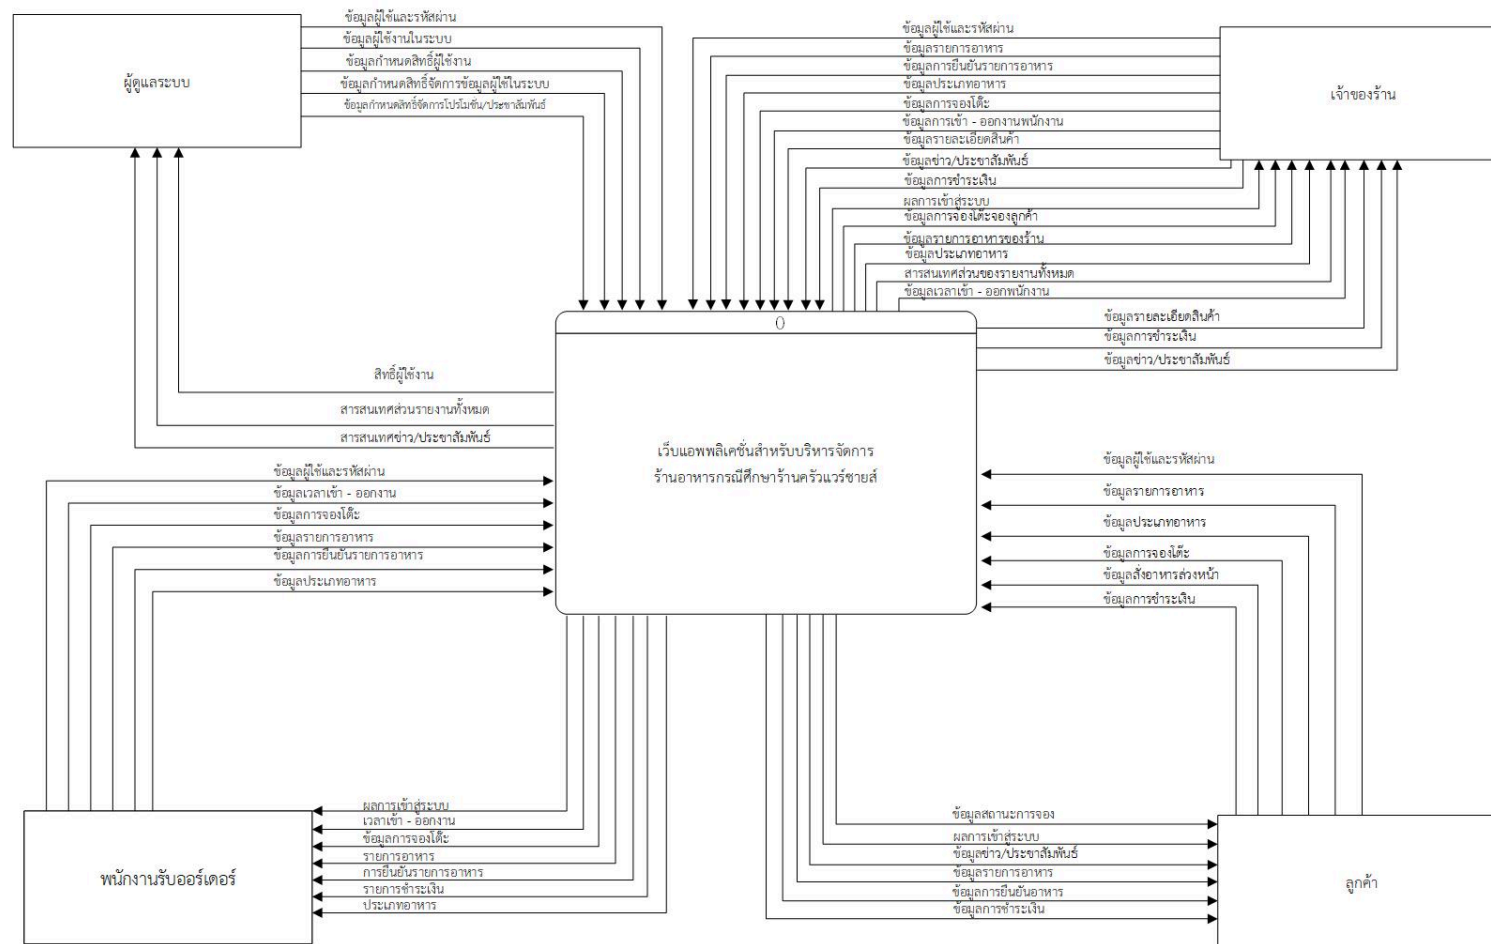 ผู้ดูแลระบบ
ข้อมูลผู้ใช้และรหัสผ่าน
ข้อมูลผู้ใช้งานในระบบ
ข้อมูลกำหนดสิทธิ์ผู้ใช้งาน
ข้อมูลกำหนดสิทธิ์จัดการข้อมูลผู้ใช้ในระบบ
ข้อมูลกำหนดสิทธิ์จัดการโปรโมชั่น/ประชาสัมพันธ์
ข้อมูลผู้ใช้และรหัสผ่าน
ข้อมูลรายการอาหาร
ข้อมูลการยืนยันรายการอาหาร
ข้อมูลประเภทอาหาร
ข้อมูลการจองโต๊ะ
ข้อมูลการเข้า - ออกงานพนักงาน
ข้อมูลรายละเอียดสินค้า
ข้อมูลข่าว/ประชาสัมพันธ์
ข้อมูลการชำระเงิน
ผลการเข้าสู่ระบบ
ข้อมูลการจองโต๊ะจองลูกค้า
ข้อมูลรายการอาหารของร้าน
ข้อมูลประเภทอาหาร
สารสนเทศส่วนของรายงานทั้งหมด
ข้อมูลเวลาเข้า - ออกพนักงาน
ข้อมูลรายละเอียดสินค้า
ข้อมูลการชำระเงิน
ข้อมูลข่าว/ประชาสัมพันธ์
เจ้าของร้าน
0
เว็บแอพพลิเคชั่นสำหรับบริหารจัดการ
ร้านอาหารกรณีศึกษาร้านครัวแวร์ซายส์
สิทธิ์ผู้ใช้งาน
สารสนเทศส่วนรายงานทั้งหมด
สารสนเทศข่าว/ประชาสัมพันธ์
ข้อมูลผู้ใช้และรหัสผ่าน
ข้อมูลเวลาเข้า - ออกงาน
ข้อมูลการจองโต๊ะ
ข้อมูลรายการอาหาร
ข้อมูลการยืนยันรายการอาหาร
ข้อมูลประเภทอาหาร
ข้อมูลผู้ใช้และรหัสผ่าน
ข้อมูลรายการอาหาร
ข้อมูลประเภทอาหาร
ข้อมูลการจองโต๊ะ
ข้อมูลสั่งอาหารล่วงหน้า
ข้อมูลการชำระเงิน
ผลการเข้าสู่ระบบ
เวลาเข้า - ออกงาน
ข้อมูลการจองโต๊ะ
รายการอาหาร
การยืนยันรายการอาหาร
รายการชำระเงิน
ประเภทอาหาร
พนักงานรับออร์เดอร์
ข้อมูลสถานะการจอง
ผลการเข้าสู่ระบบ
ข้อมูลข่าว/ประชาสัมพันธ์
ข้อมูลรายการอาหาร
ข้อมูลการยืนยันอาหาร
ข้อมูลการชำระเงิน
ลูกค้า